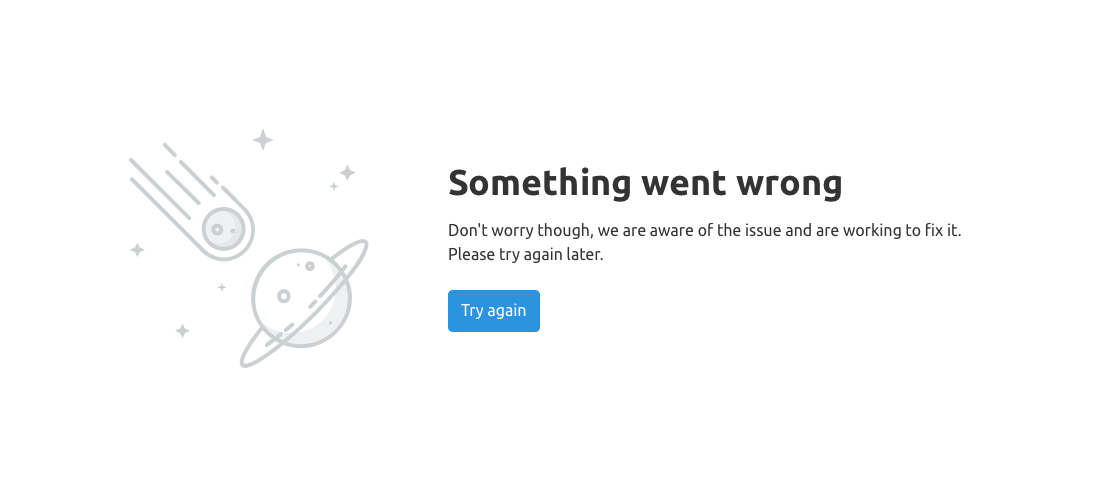 Something went wrong
Don't worry though, we are aware of the issue and are working to fix it.
Please try again later.
Try again